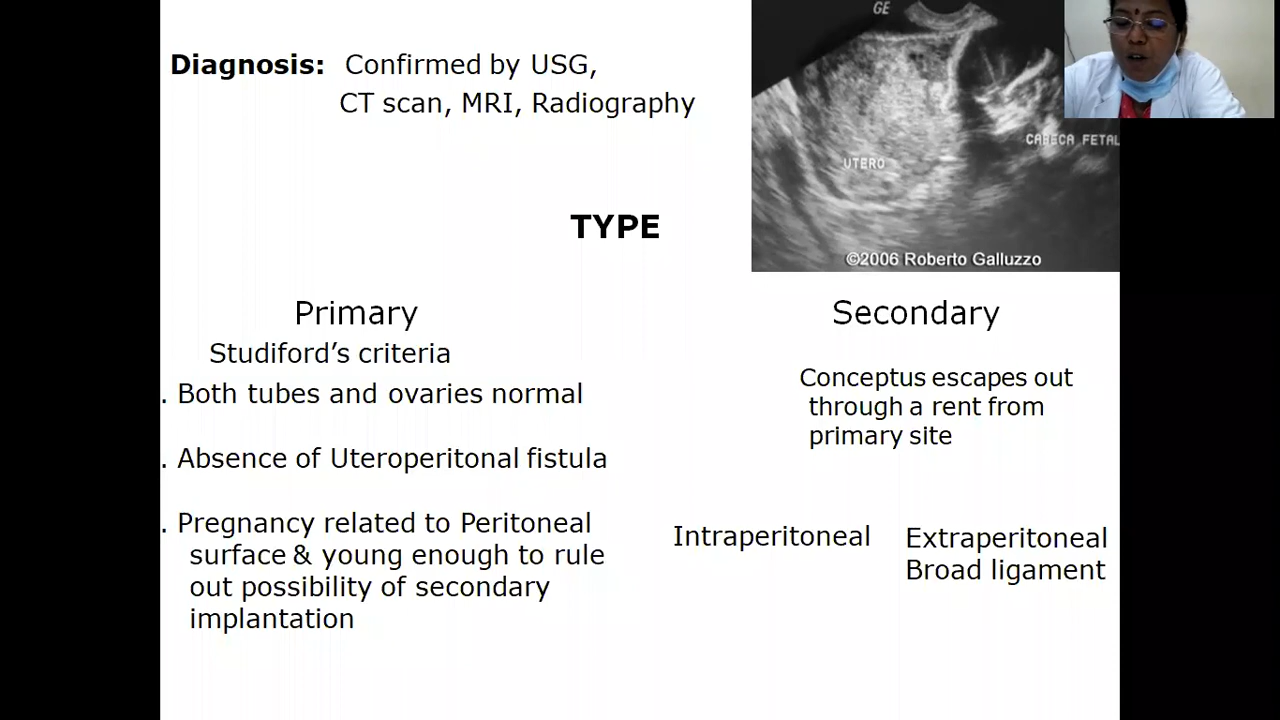 Diagnosis: Confirmed by USG,
CT scan, MRI, Radiography
GE
UTERO
CABECA FETAL
©2006 Roberto Galluzzo
TYPE
Primary
Studiford’s criteria
. Both tubes and ovaries normal
. Absence of Uteroperitonal fistula
. Pregnancy related to Peritoneal
surface & young enough to rule
out possibility of secondary
implantation
Secondary
Conceptus escapes out
through a rent from
primary site
Intraperitoneal
Extraperitoneal
Broad ligament